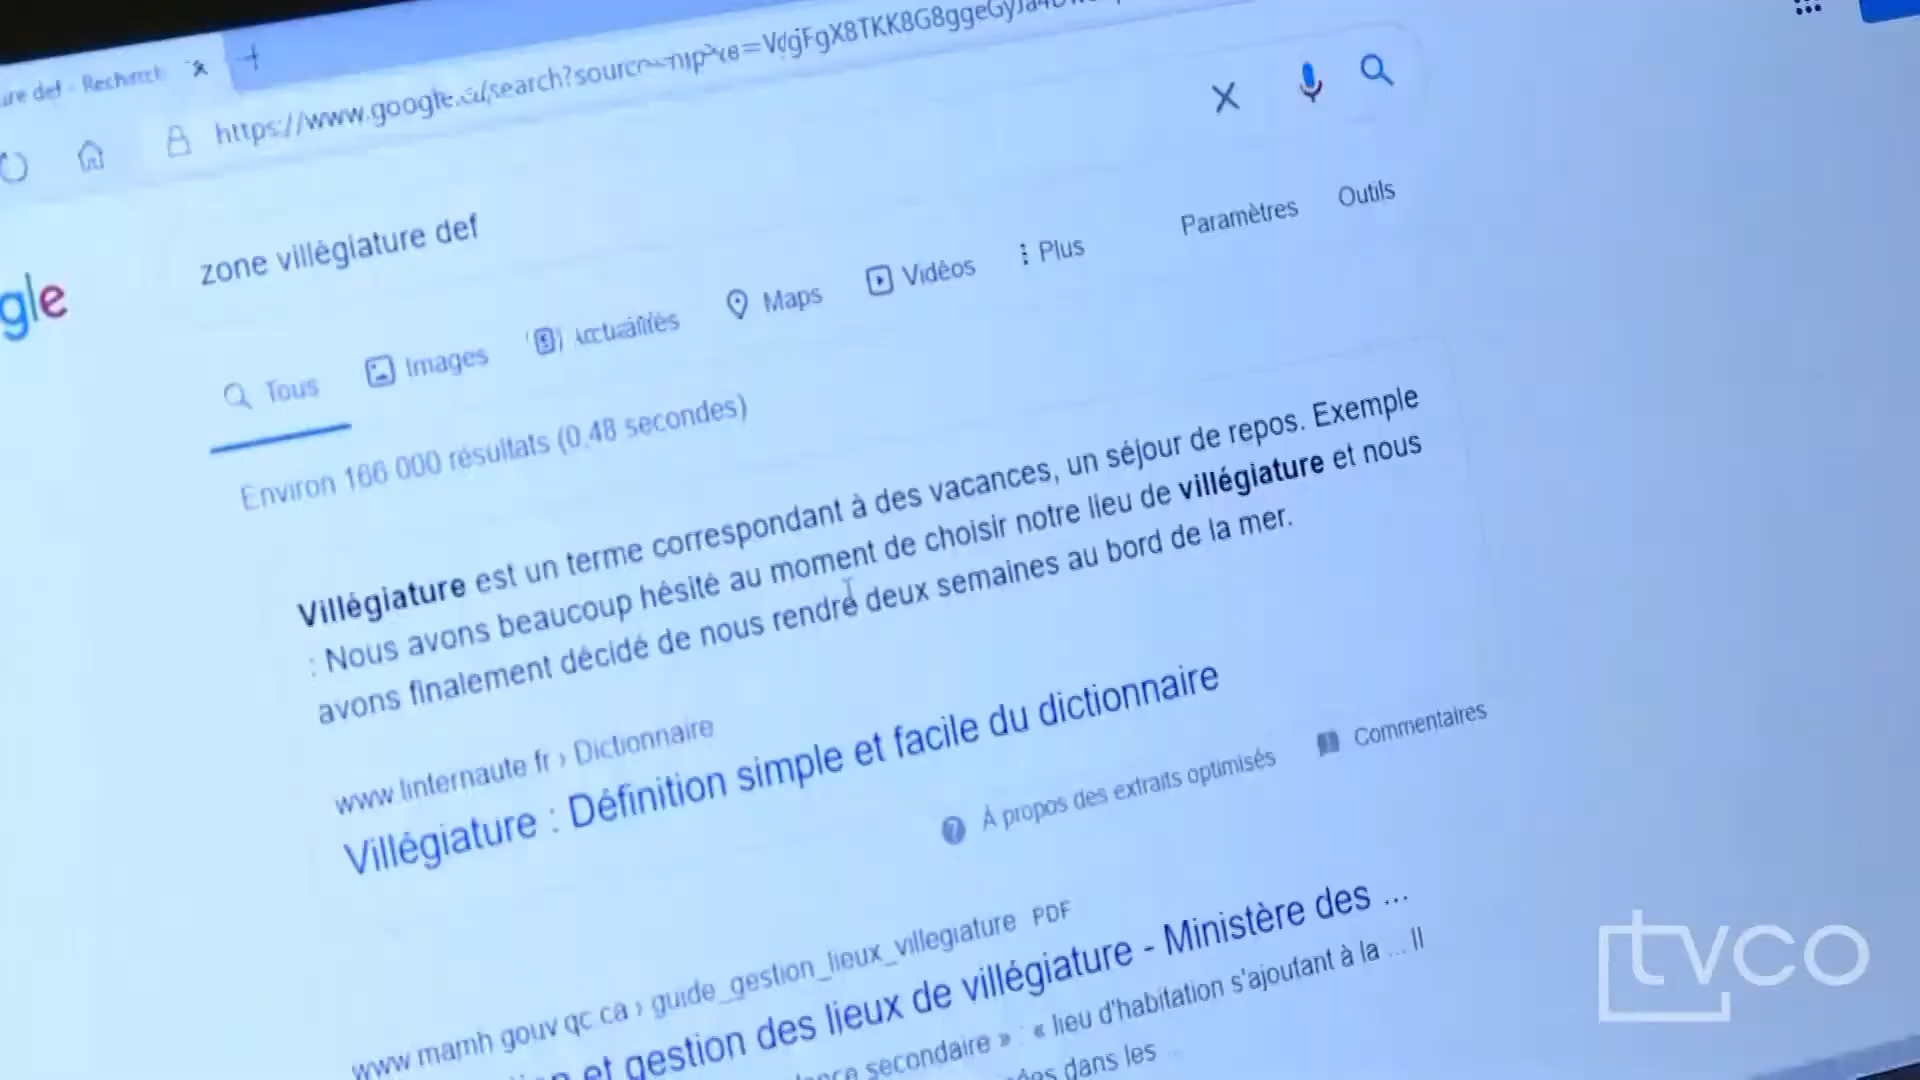 def - Recherch
https://www.google.ca/search?source=
zone villégiature def
gle
Tous Images Actualités Maps Vidéos Plus Paramètres Outils
Environ 166 000 résultats (0,48 secondes)
Villégiature est un terme correspondant à des vacances, un séjour de repos. Exemple
: Nous avons beaucoup hésité au moment de choisir notre lieu de villégiature et nous
avons finalement décidé de nous rendre deux semaines au bord de la mer.
www.linternaute.fr › Dictionnaire
Villégiature : Définition simple et facile du dictionnaire
À propos des extraits optimisés Commentaires
www.mamh.gouv.qc.ca › guide_gestion_lieux_villegiature PDF
et gestion des lieux de villégiature - Ministère des ...
secondaire » : « lieu d'habitation s'ajoutant à la ... Il
dans les
tvco